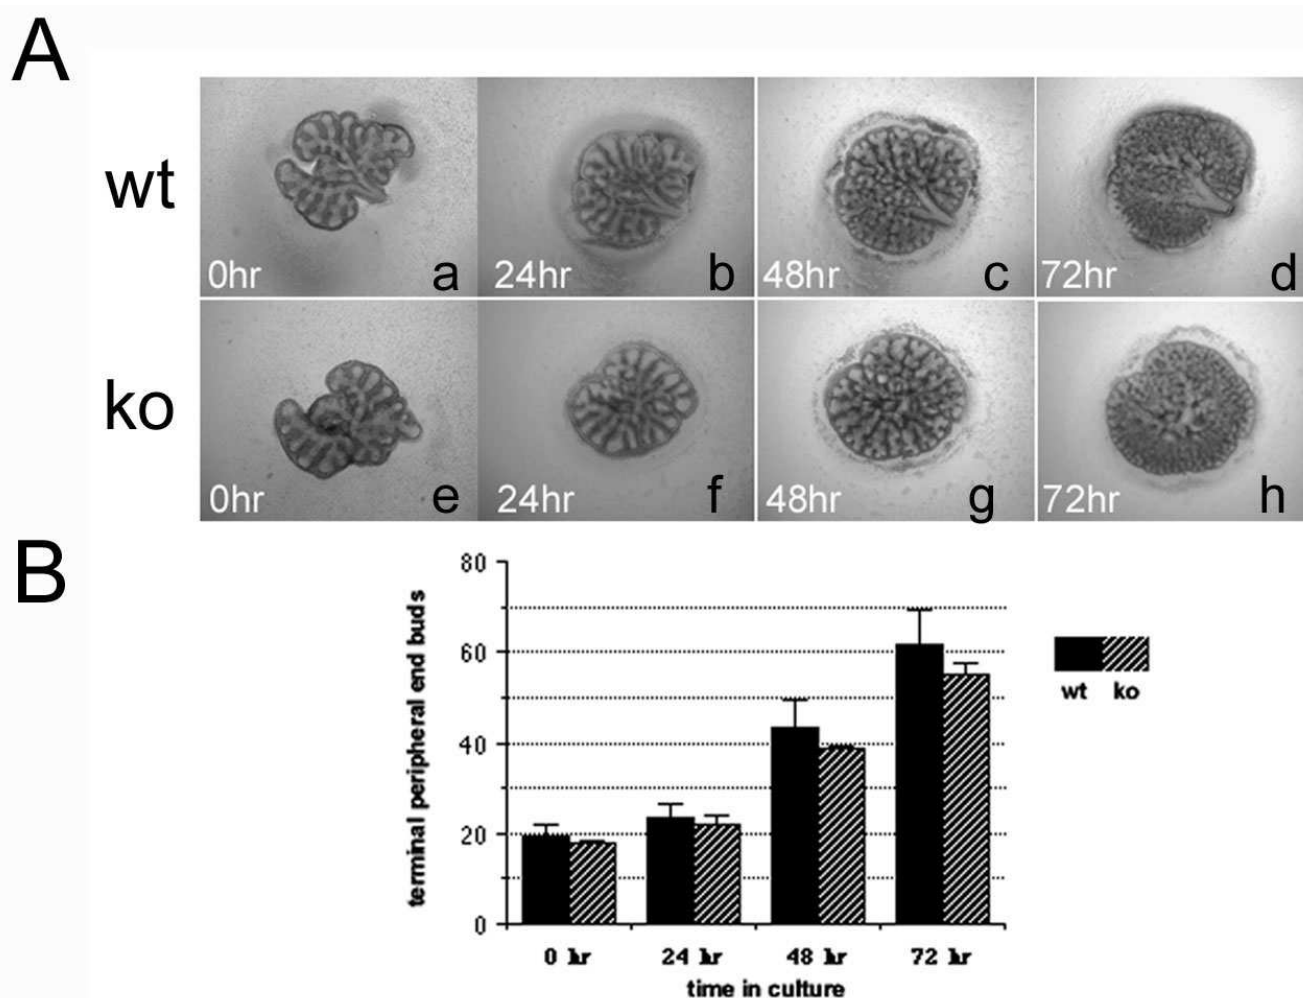 A
wt
0hr a
24hr b
48hr c
72hr d
ko
0hr e
24hr f
48hr g
72hr h
B
terminal peripheral end buds
80
60
40
20
0
0 hr
24 hr
48 hr
72 hr
time in culture
wt ko